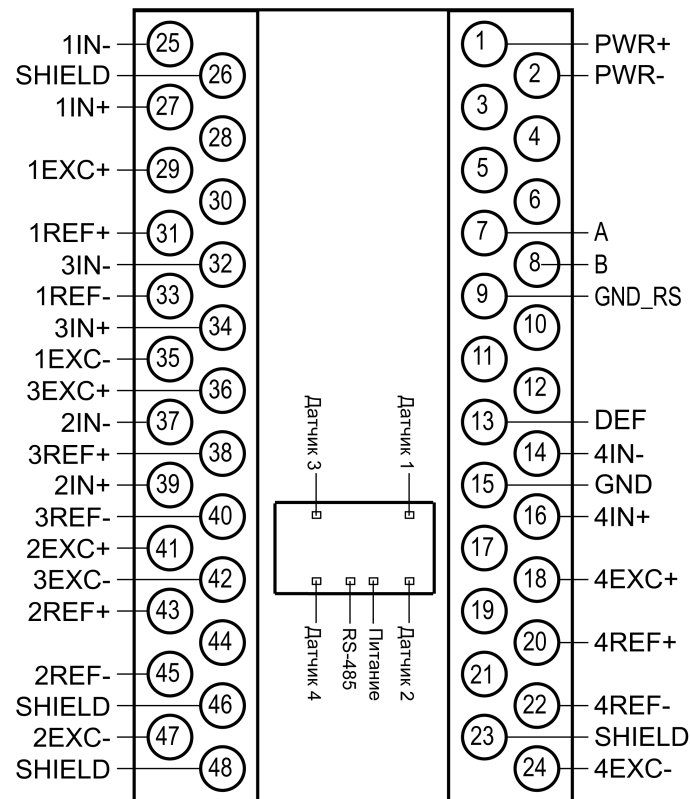 1IN- 25 1 PWR+
SHIELD 26 2 PWR-
1IN+ 27 3
28 4
1EXC+ 29 5
30 6
1REF+ 31 7 A
3IN- 32 8 B
1REF- 33 9 GND_RS
3IN+ 34 10
1EXC- 35 11
3EXC+ 36 12
2IN- 37 13 DEF
3REF+ 38 14 4IN-
2IN+ 39 15 GND
3REF- 40 16 4IN+
2EXC+ 41 17
3EXC- 42 18 4EXC+
2REF+ 43 19
44 20 4REF+
2REF- 45 21
SHIELD 46 22 4REF-
2EXC- 47 23 SHIELD
SHIELD 48 24 4EXC-
Датчик 3
Датчик 1
Датчик 4
RS-485
Питание
Датчик 2